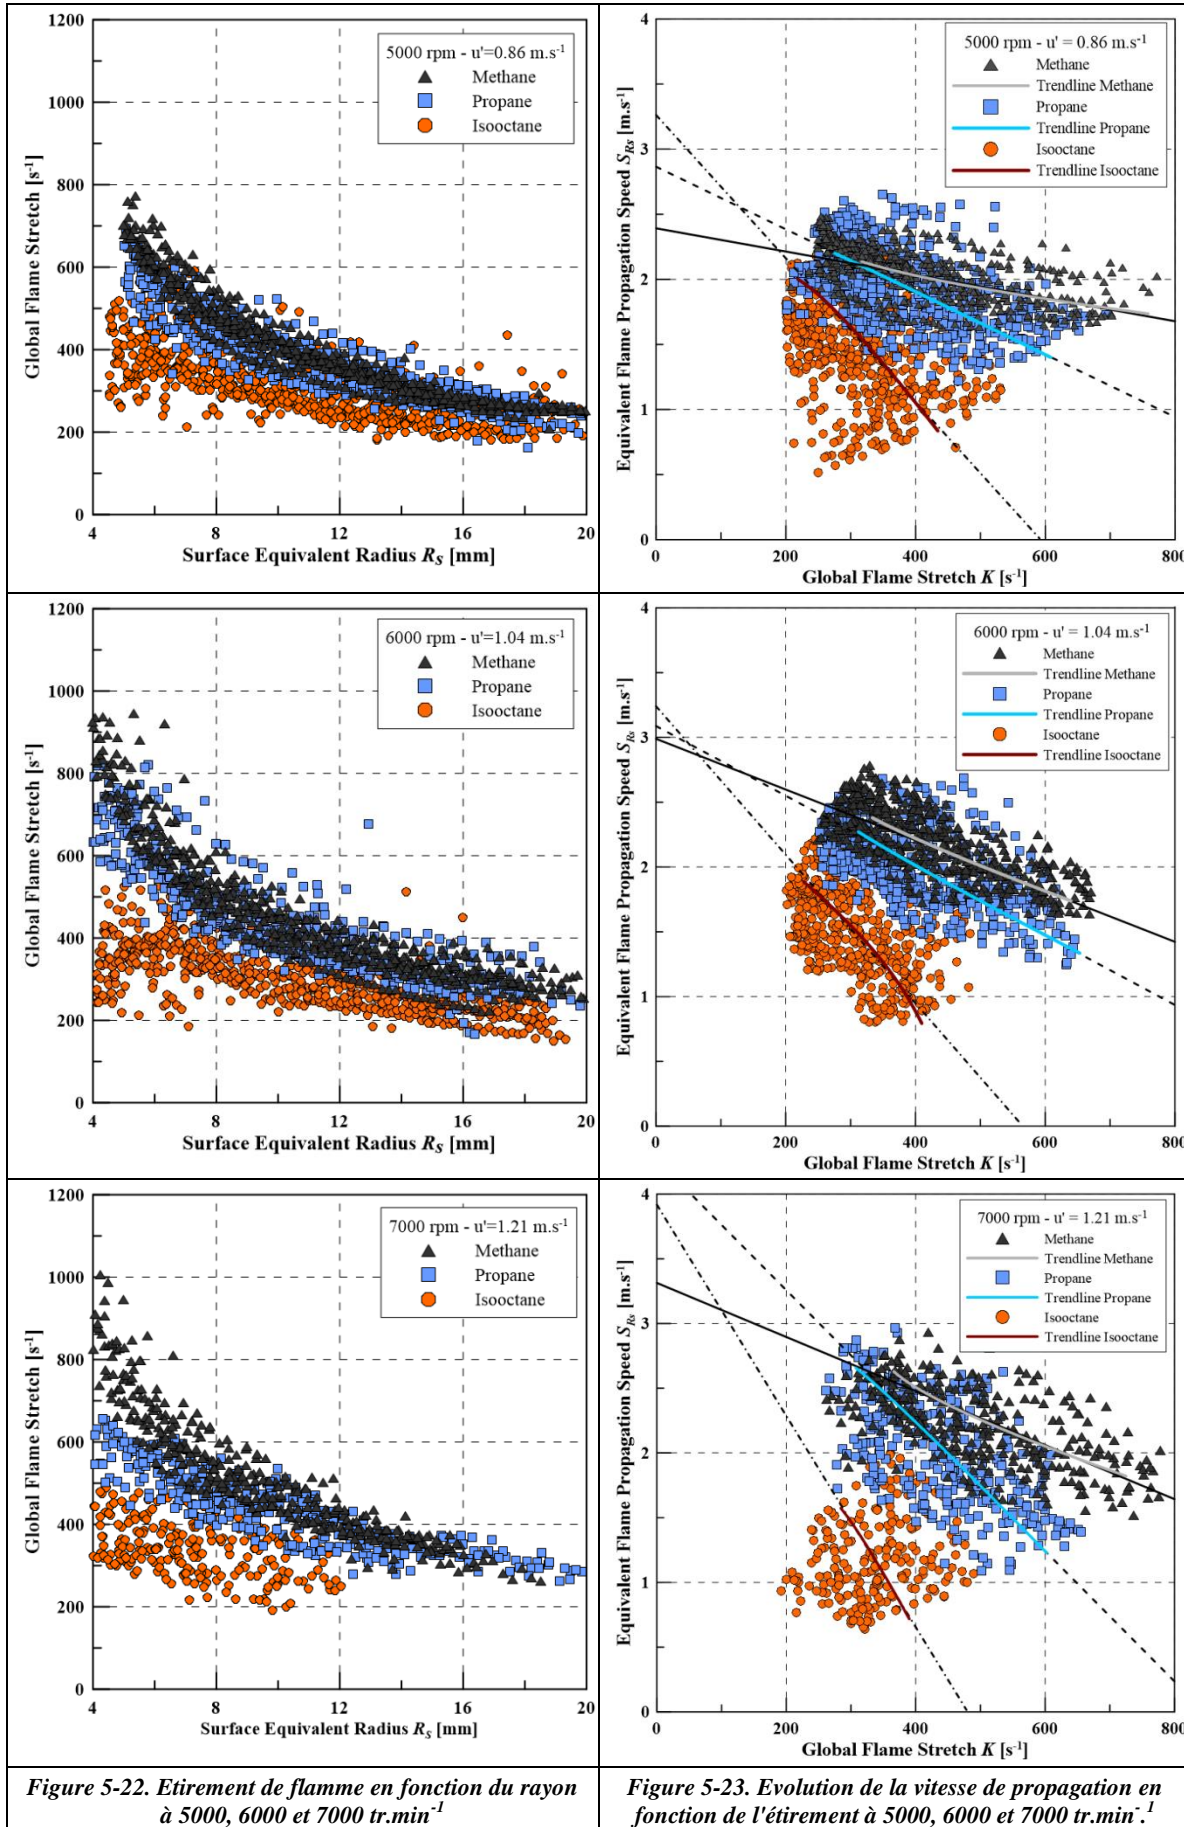 1200
1000
800
600
400
200
0
4
8
12
16
20
Global Flame Stretch [s-1]
Surface Equivalent Radius RS [mm]
5000 rpm - u'=0.86 m.s-1
Methane
Propane
Isooctane
4
3
2
1
0
0
200
400
600
800
Equivalent Flame Propagation Speed SRs [m.s-1]
Global Flame Stretch K [s-1]
5000 rpm - u' = 0.86 m.s-1
Methane
Trendline Methane
Propane
Trendline Propane
Isooctane
Trendline Isooctane
1200
1000
800
600
400
200
0
4
8
12
16
20
Global Flame Stretch [s-1]
Surface Equivalent Radius RS [mm]
6000 rpm - u'=1.04 m.s-1
Methane
Propane
Isooctane
4
3
2
1
0
0
200
400
600
800
Equivalent Flame Propagation Speed SRs [m.s-1]
Global Flame Stretch K [s-1]
6000 rpm - u' = 1.04 m.s-1
Methane
Trendline Methane
Propane
Trendline Propane
Isooctane
Trendline Isooctane
1200
1000
800
600
400
200
0
4
8
12
16
20
Global Flame Stretch [s-1]
Surface Equivalent Radius RS [mm]
7000 rpm - u'=1.21 m.s-1
Methane
Propane
Isooctane
4
3
2
1
0
0
200
400
600
800
Equivalent Flame Propagation Speed SRs [m.s-1]
Global Flame Stretch K [s-1]
7000 rpm - u' = 1.21 m.s-1
Methane
Trendline Methane
Propane
Trendline Propane
Isooctane
Trendline Isooctane
Figure 5-22. Etirement de flamme en fonction du rayon
à 5000, 6000 et 7000 tr.min-1
Figure 5-23. Evolution de la vitesse de propagation en
fonction de l'étirement à 5000, 6000 et 7000 tr.min-.1